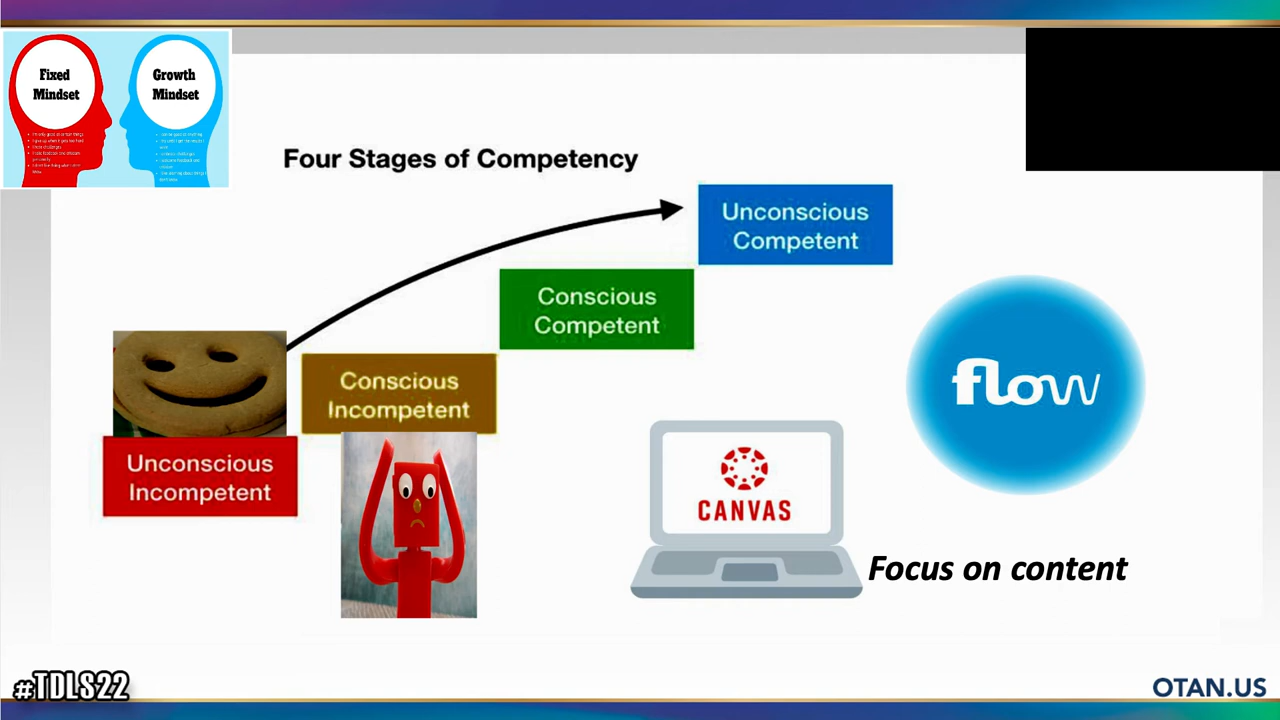 Fixed
Mindset
Growth
Mindset
Four Stages of Competency
Unconscious
Competent
Conscious
Competent
Conscious
Incompetent
Unconscious
Incompetent
flow
CANVAS
Focus on content
#TDLS22
OTAN.US